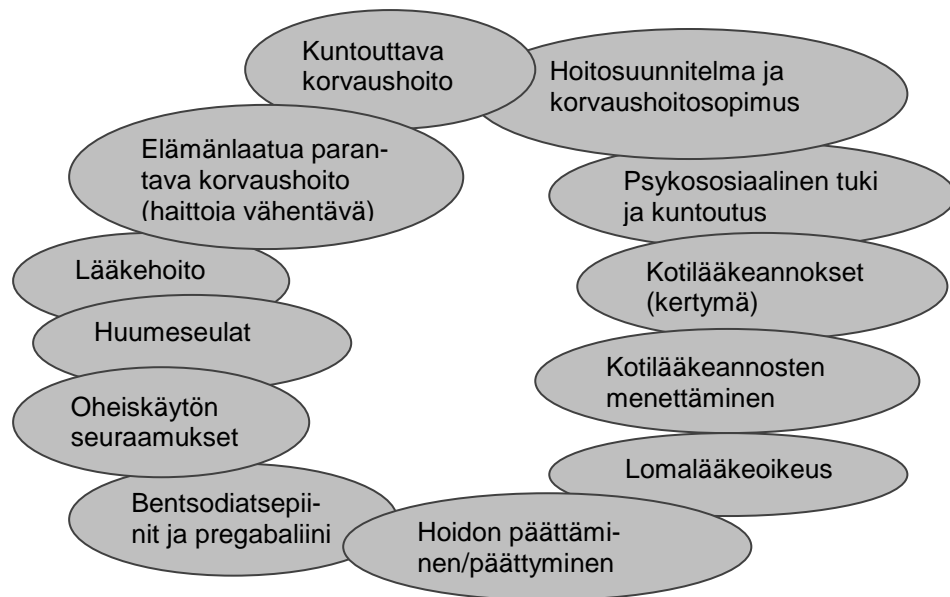 Kuntouttava
korvaushoito
Hoitosuunnitelma ja
korvaushoitosopimus
Elämänlaatua paran-
tava korvaushoito
(haittoja vähentävä)
Psykososiaalinen tuki
ja kuntoutus
Lääkehoito
Kotilääkeannokset
(kertymä)
Huumeseulat
Kotilääkeannosten
menettäminen
Oheiskäytön
seuraamukset
Lomalääkeoikeus
Bentsodiatsepii-
nit ja pregabaliini
Hoidon päättämi-
nen/päättyminen